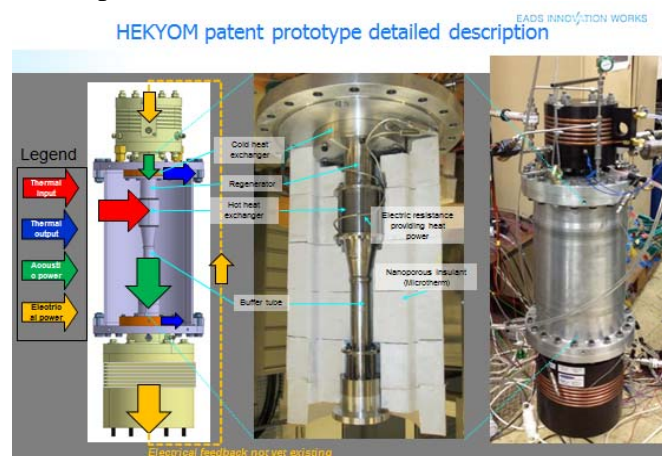 EADS INNOVATION WORKS
HEKYOM patent prototype detailed description
Legend
Thermal
Input
Thermal
output
Acousti
c power
Electric
al power
Cold heat
exchanger
Regenerator
Hot heat
exchanger
Electric resistance
providing heat
power
Nanoporous insulant
(Microtherm)
Buffer tube
Electrical feedback not yet existing